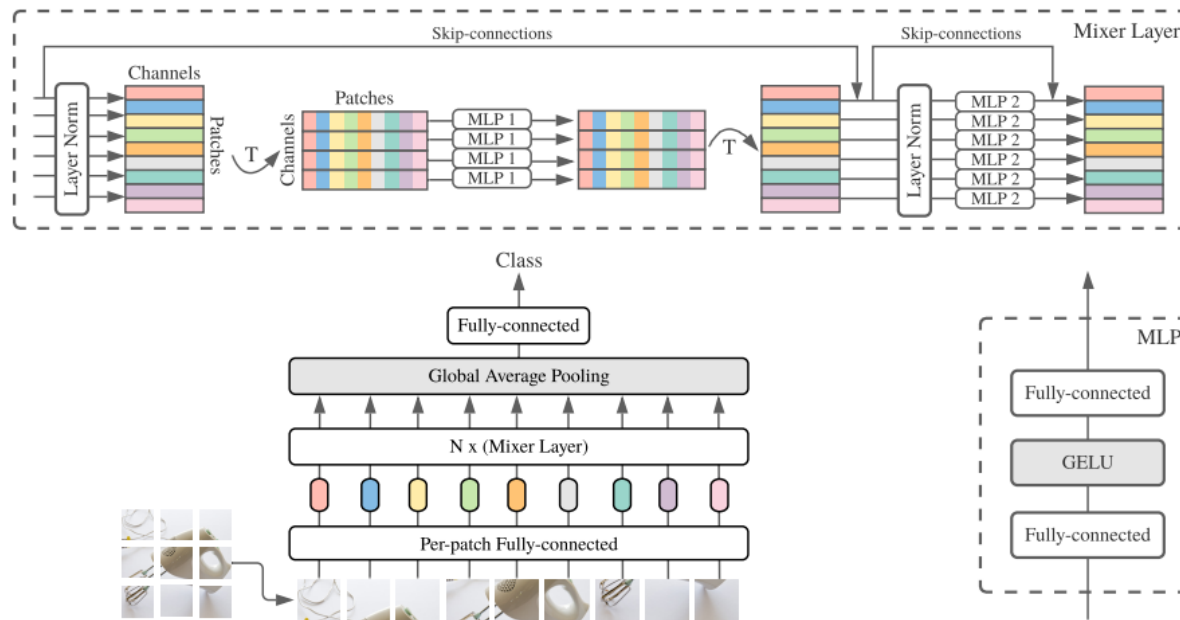 Skip-connections
Skip-connections
Mixer Layer
Channels
Layer Norm
Patches
T
Patches
Channels
MLP 1
MLP 1
MLP 1
MLP 1
T
Layer Norm
MLP 2
MLP 2
MLP 2
MLP 2
MLP 2
MLP 2
Class
Fully-connected
Global Average Pooling
N x (Mixer Layer)
Per-patch Fully-connected
MLP
Fully-connected
GELU
Fully-connected